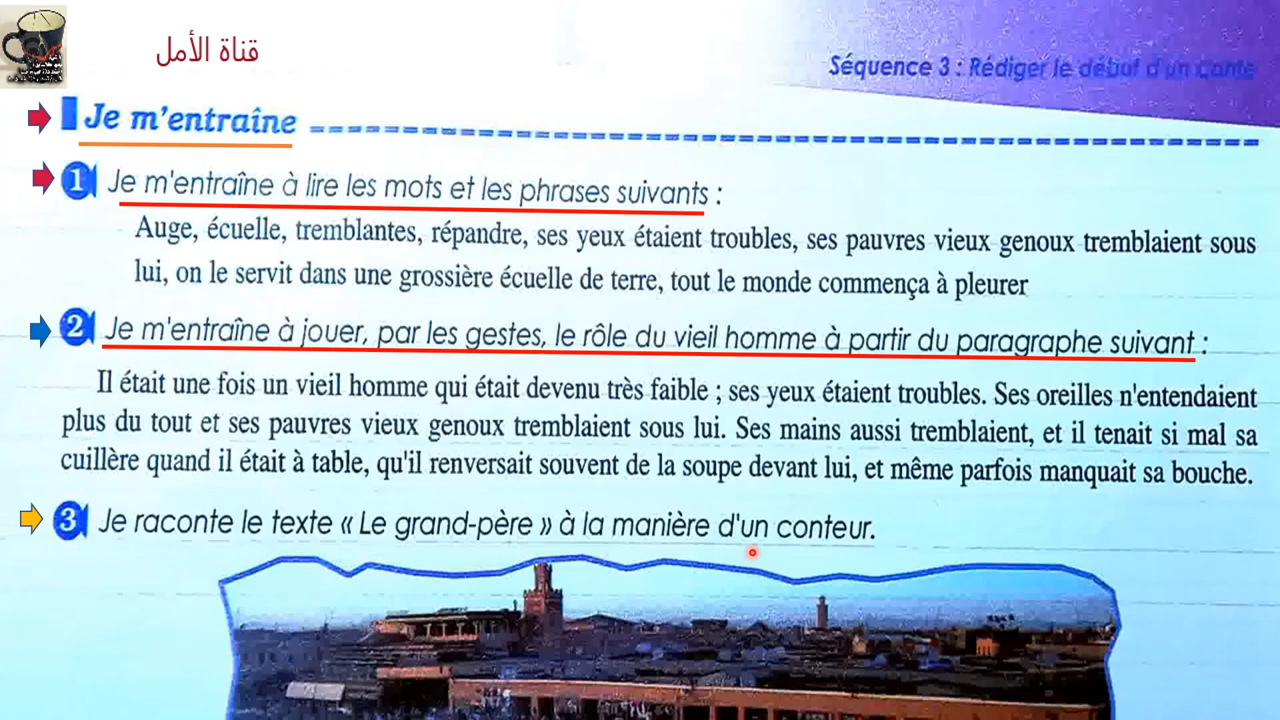 قناة الأمل
Séquence 3 : Rédiger le début d'un conte
Je m'entraîne
1 Je m'entraîne à lire les mots et les phrases suivants :
Auge, écuelle, tremblantes, répandre, ses yeux étaient troubles, ses pauvres vieux genoux tremblaient sous
lui, on le servit dans une grossière écuelle de terre, tout le monde commença à pleurer
2 Je m'entraîne à jouer, par les gestes, le rôle du vieil homme à partir du paragraphe suivant :
Il était une fois un vieil homme qui était devenu très faible ; ses yeux étaient troubles. Ses oreilles n'entendaient
plus du tout et ses pauvres vieux genoux tremblaient sous lui. Ses mains aussi tremblaient, et il tenait si mal sa
cuillère quand il était à table, qu'il renversait souvent de la soupe devant lui, et même parfois manquait sa bouche.
3 Je raconte le texte « Le grand-père » à la manière d'un conteur.